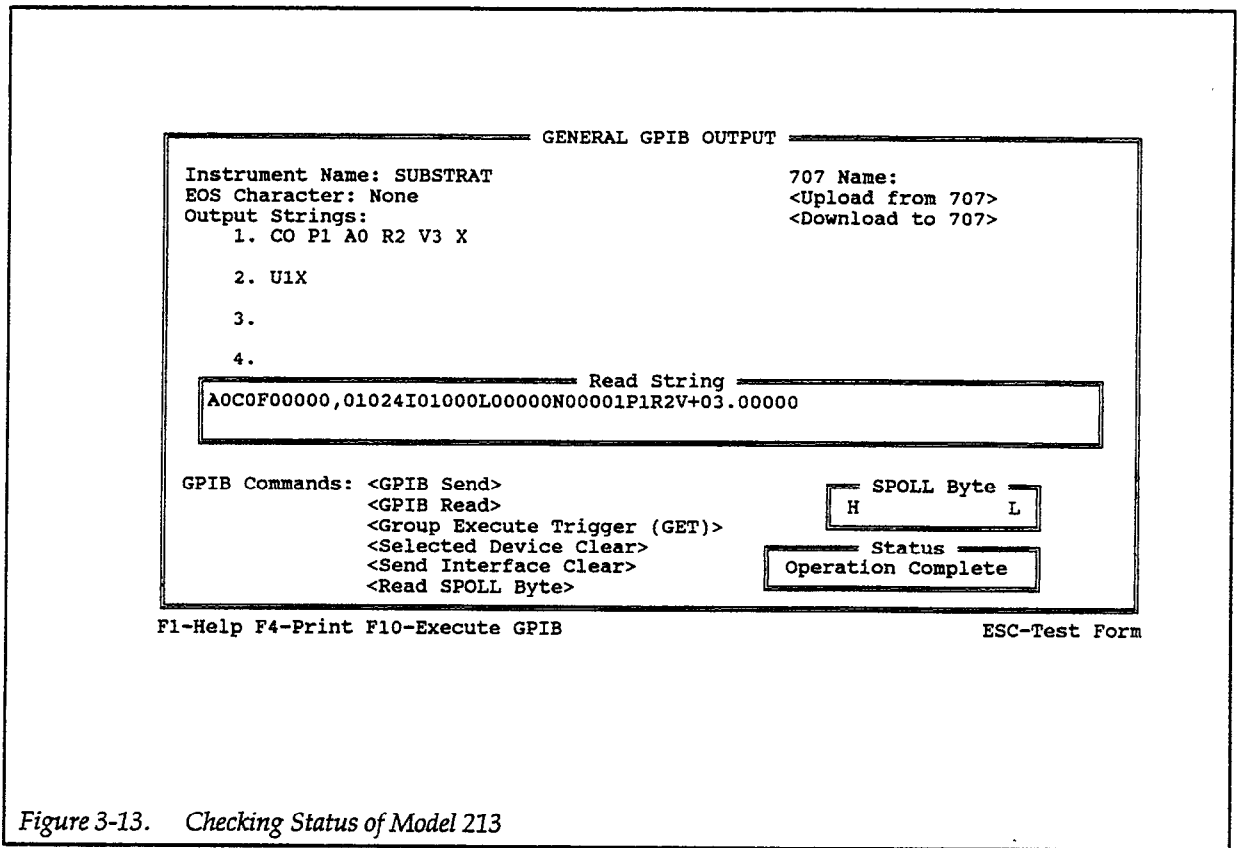 GENERAL GPIB OUTPUT
Instrument Name: SUBSTRAT
707 Name:
EOS Character: None
<Upload from 707>
Output Strings:
<Download to 707>
1. CO P1 A0 R2 V3 X
2. U1X
3.
4.
Read String
A0C0F00000,01024I01000L00000N00001P1R2V+03.00000
GPIB Commands: <GPIB Send>
<GPIB Read>
<Group Execute Trigger (GET)>
<Selected Device Clear>
<Send Interface Clear>
<Read SPOLL Byte>
SPOLL Byte
H L
Status
Operation Complete
F1-Help F4-Print F10-Execute GPIB
ESC-Test Form
Figure 3-13. Checking Status of Model 213